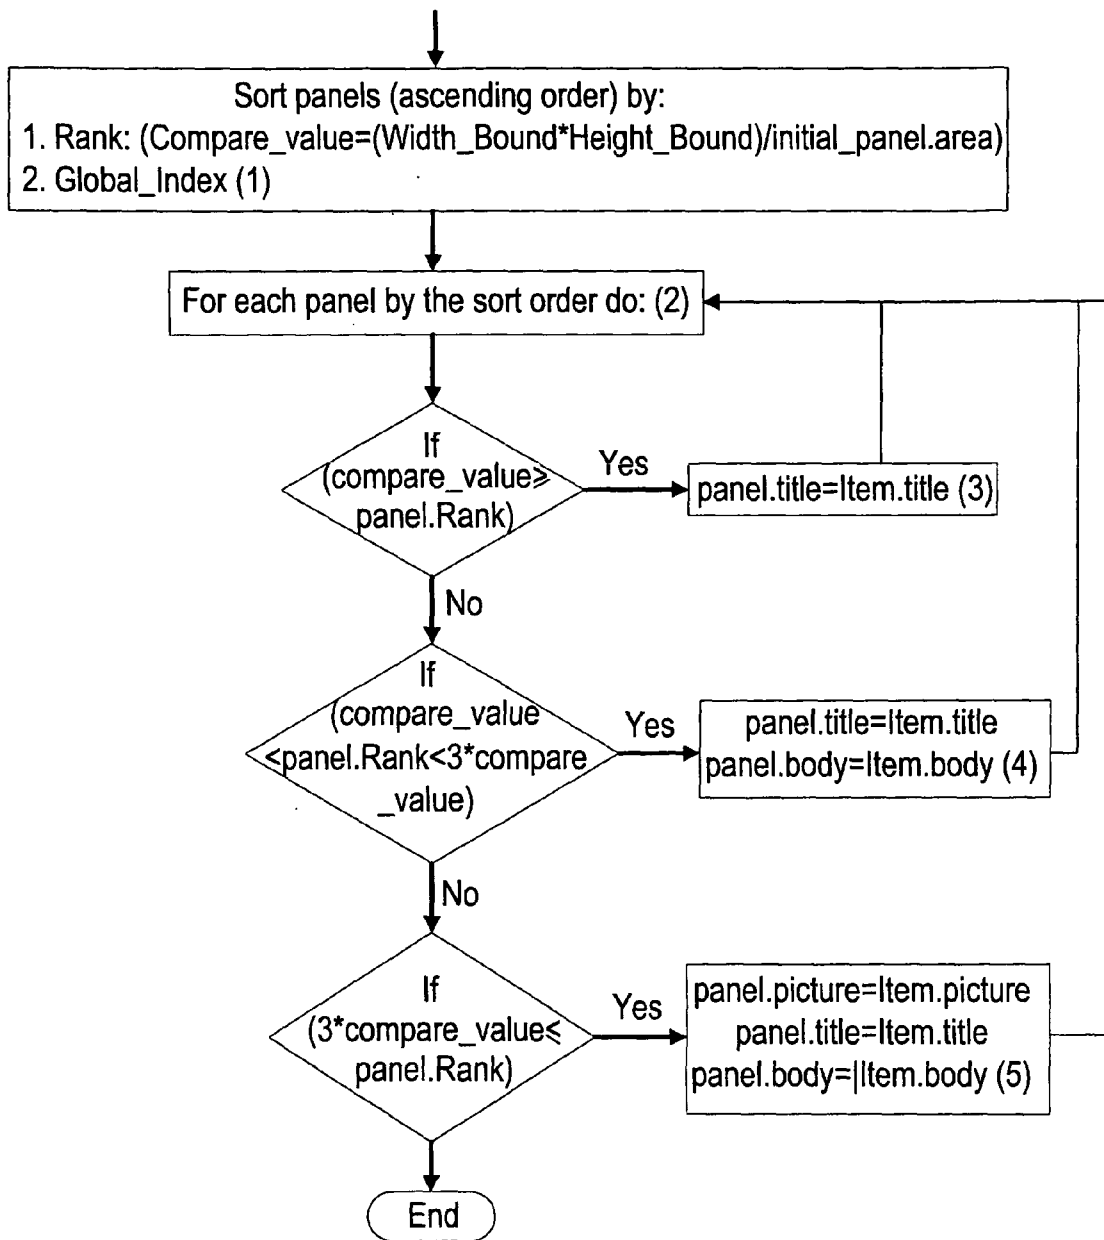 Sort panels (ascending order) by:
1. Rank: (Compare_value=(Width_Bound*Height_Bound)/initial_panel.area)
2. Global_Index (1)
For each panel by the sort order do: (2)
If
(compare_value≥
panel.Rank)
Yes
panel.title=Item.title (3)
No
If
(compare_value
<panel.Rank<3*compare
_value)
Yes
panel.title=Item.title
panel.body=Item.body (4)
No
If
(3*compare_value≤
panel.Rank)
Yes
panel.picture=Item.picture
panel.title=Item.title
panel.body=|Item.body (5)
End